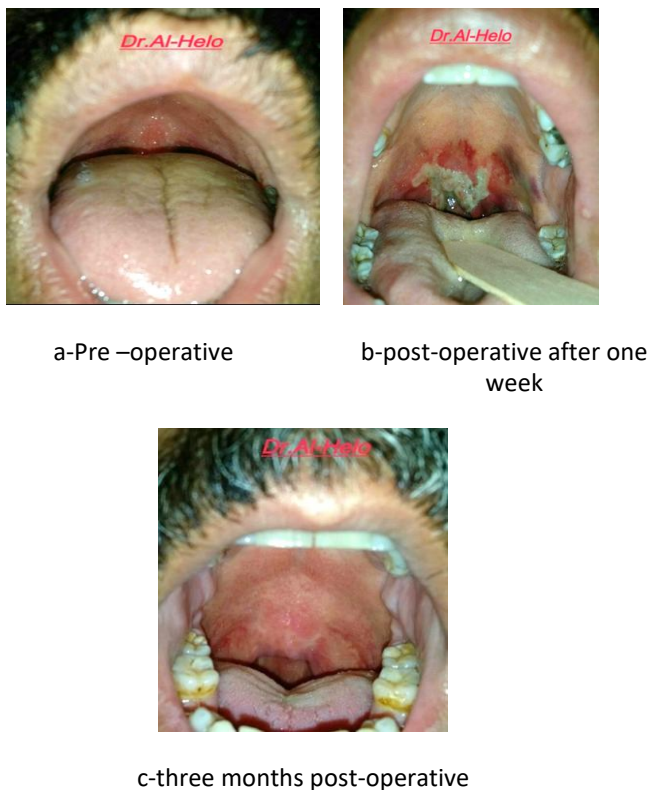 Dr.Al-Helo
Dr.Al-Helo
a-Pre –operative
b-post-operative after one
week
Dr.Al-Helo
c-three months post-operative